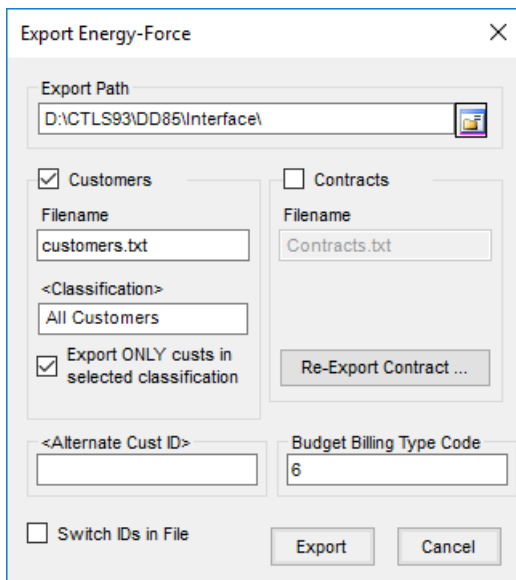 Export Energy-Force
Export Path
D:\CTLS93\DD85\Interface\
Customers
Filename
customers.txt
<Classification>
All Customers
Export ONLY custs in
selected classification
Contracts
Filename
Contracts.txt
Re-Export Contract ...
<Alternate Cust ID>
Budget Billing Type Code
6
Switch IDs in File
Export
Cancel